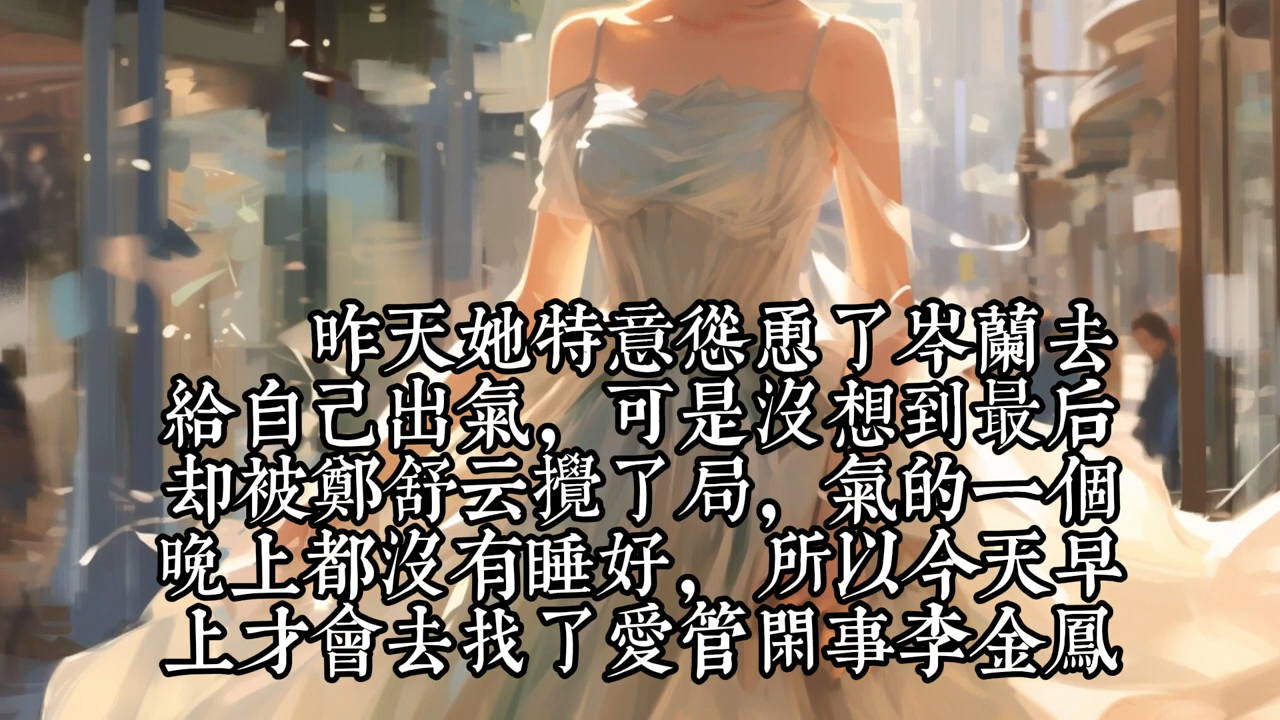 昨天她特意慫恿了岑蘭去
給自己出氣，可是沒想到最后
却被鄭舒云攪了局，氣的一個
晚上都沒有睡好，所以今天早
上才會去找了愛管閑事李金鳳